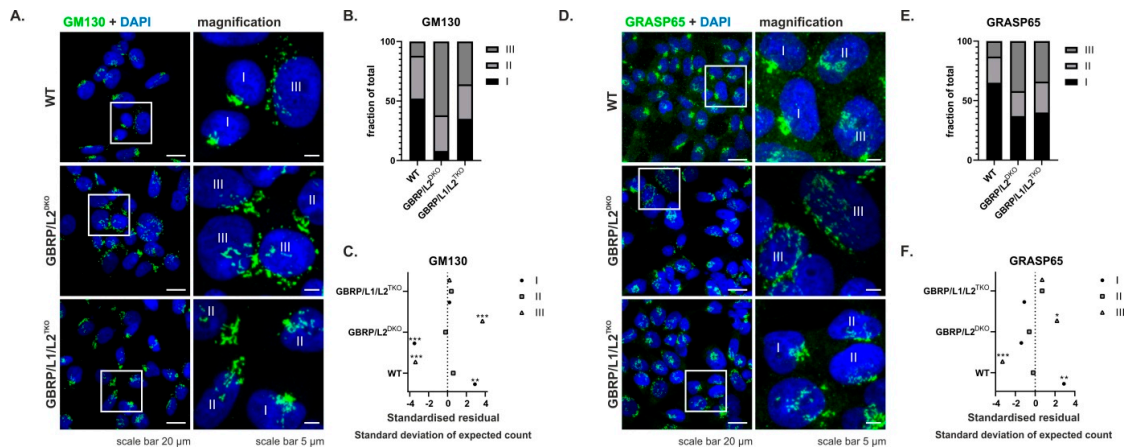 A.
GM130 + DAPI
magnification
WT
I
III
I
GBRP/L2DKO
III
II
III
III
GBRP/L1/L2TKO
II
II
II
I
scale bar 20 µm
scale bar 5 µm
B.
GM130
fraction of total
100
50
0
III
II
I
WT
GBRP/L2DKO
GBRP/L1/L2TKO
C.
GM130
GBRP/L1/L2TKO
GBRP/L2DKO
WT
***
***
***
**
I
II
III
-4
-2
0
2
4
Standardised residual
Standard deviation of expected count
D.
GRASP65 + DAPI
magnification
WT
I
II
I
III
GBRP/L2DKO
III
III
GBRP/L1/L2TKO
I
II
II
scale bar 20 µm
scale bar 5 µm
E.
GRASP65
fraction of total
100
50
0
III
II
I
WT
GBRP/L2DKO
GBRP/L1/L2TKO
F.
GRASP65
GBRP/L1/L2TKO
GBRP/L2DKO
WT
*
***
**
I
II
III
-4
-2
0
2
4
Standardised residual
Standard deviation of expected count